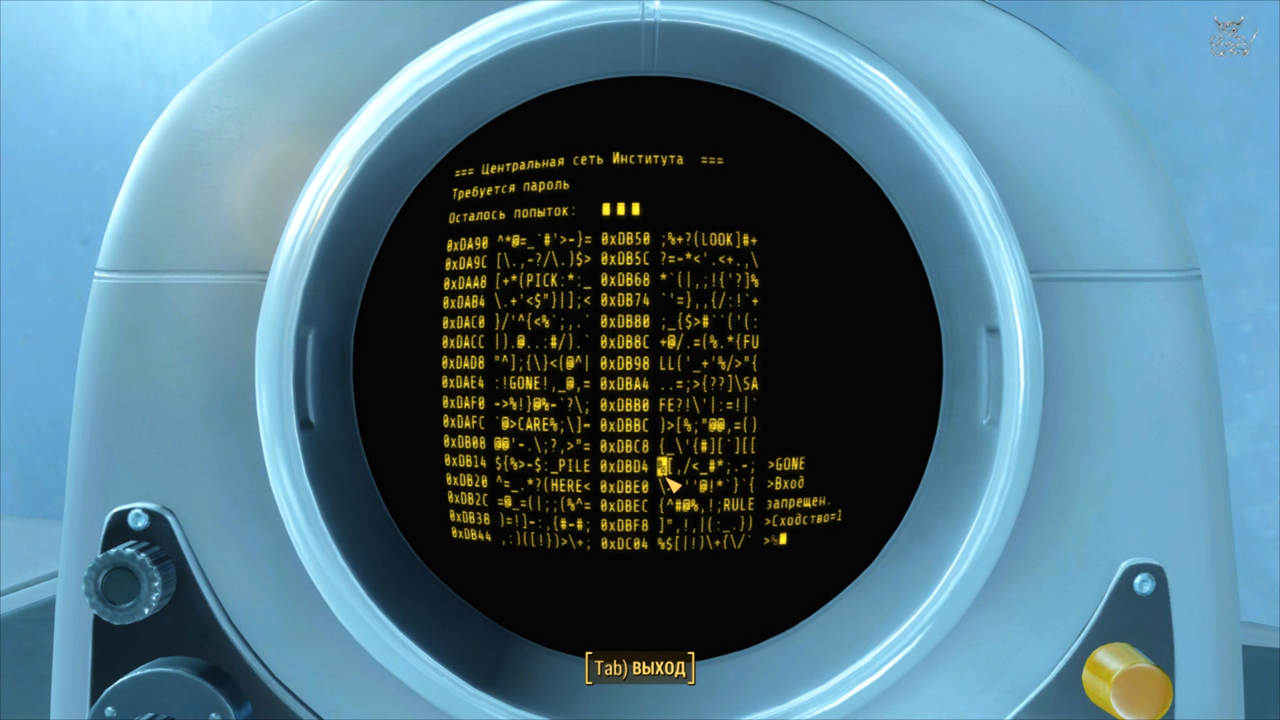 === Центральная сеть Института ===
Требуется пароль
Осталось попыток: ■ ■ ■
0xDA90 ^*@=_`#'>-}= 0xDB50 ;%+?(LOOK]#+
0xDA9C [\.,-?/\.)$> 0xDB5C ?=-*<'.<+.,\
0xDAA8 [+*(PICK:*:_ 0xDB68 *`(|,;!{'?]%
0xDAB4 \.+'<$"}|];< 0xDB74 `'=},,{/:!`+
0xDAC0 }/'^{<%`;,.` 0xDB80 ;_{$>#``('(:
0xDACC |).@..:#/).` 0xDB8C +@/.=(%.*{FU
0xDAD8 "^];{\}<(@^| 0xDB98 LL('_+'%/>"{
0xDAE4 :!GONE!,_@,= 0xDBA4 ..=;>{??]\SA
0xDAF0 ->%!}@%-`?\; 0xDBB0 FE?!\'|:=!|`
0xDAFC `@>CARE%;\]- 0xDBBC )>[%;"@@,=()
0xDB08 @@'-.\;?,>"= 0xDBC8 {_\'{#][`][[
0xDB14 ${%>-$:_PILE 0xDBD4 [,/<_#*;.-; >GONE
0xDB20 ^=_.*?(HERE< 0xDBE0 ''@!*`}`{ >Вход
0xDB2C =@_=(|;;(%^= 0xDBEC {^#@%,!;RULE запрещен.
0xDB38 )=!]-:,{#-#; 0xDBF8 ]",!,|(:_.}) >Сходство=1
0xDB44 ,:)([!})>\+; 0xDC04 %$[|!)\+{\/` >%■
Tab) ВЫХОД